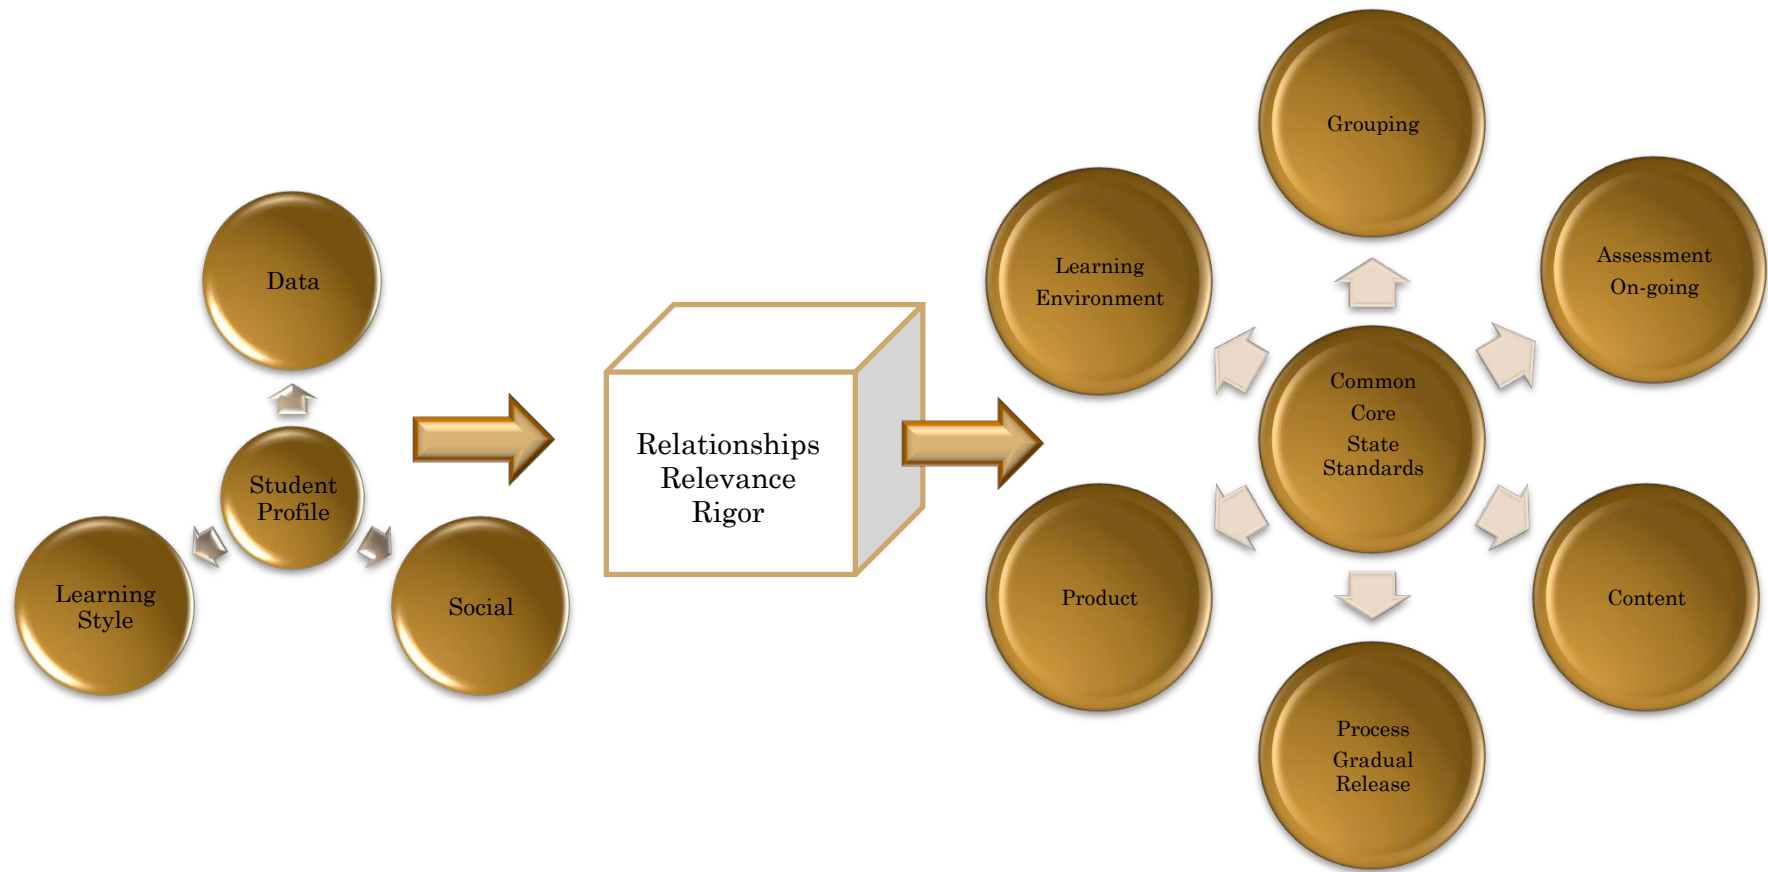 Data
Student
Profile
Learning
Style
Social
Relationships
Relevance
Rigor
Grouping
Learning
Environment
Assessment
On-going
Common
Core
State
Standards
Product
Content
Process
Gradual
Release